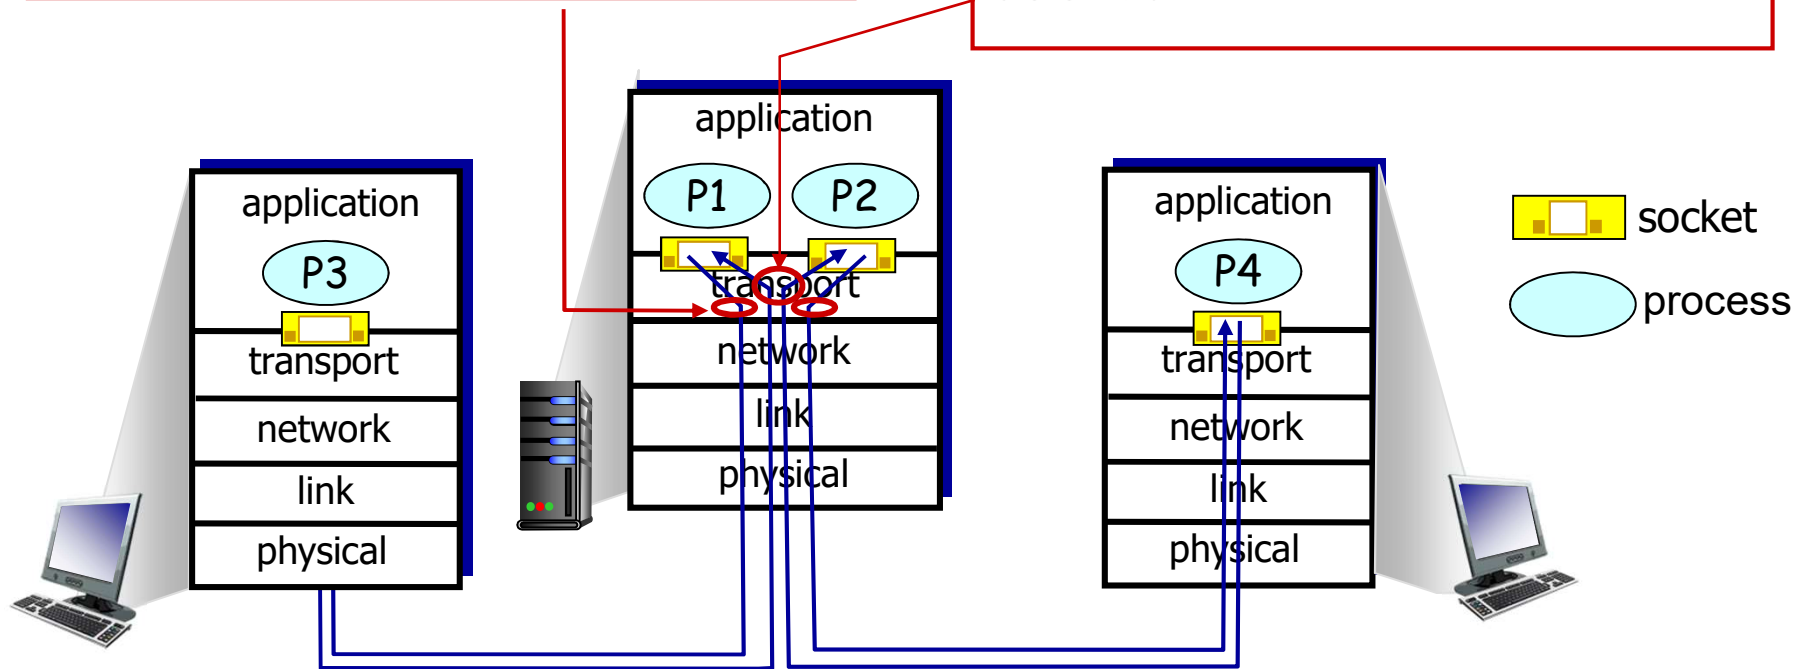 application
P1
P2
transport
network
link
physical
application
P3
transport
network
link
physical
application
P4
transport
network
link
physical
socket
process